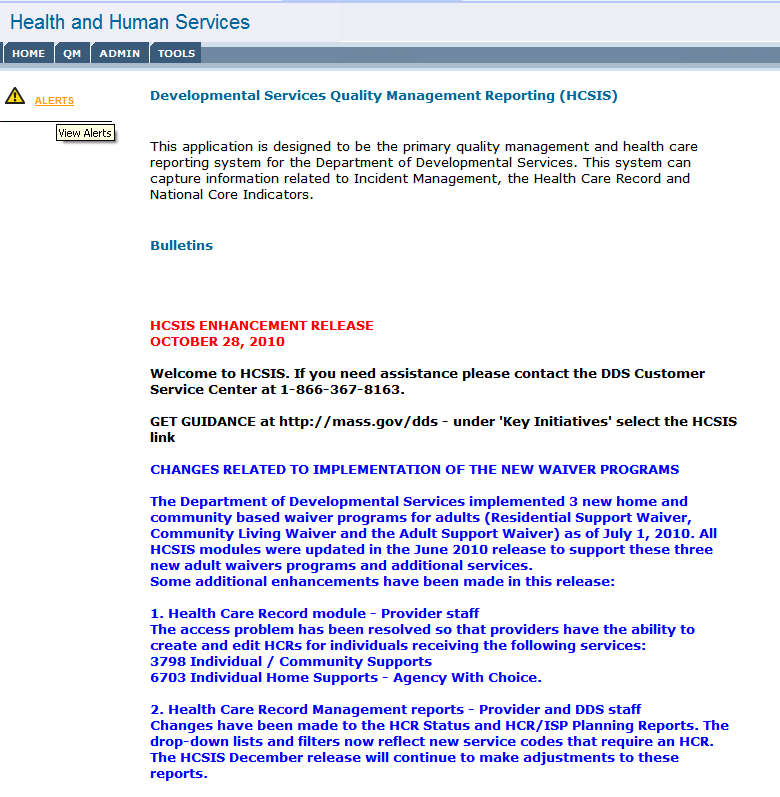 Health and Human Services
HOME QM ADMIN TOOLS
ALERTS
View Alerts
Developmental Services Quality Management Reporting (HCSIS)
This application is designed to be the primary quality management and health care
reporting system for the Department of Developmental Services. This system can
capture information related to Incident Management, the Health Care Record and
National Core Indicators.
Bulletins
HCSIS ENHANCEMENT RELEASE
OCTOBER 28, 2010
Welcome to HCSIS. If you need assistance please contact the DDS Customer
Service Center at 1-866-367-8163.
GET GUIDANCE at http://mass.gov/dds - under 'Key Initiatives' select the HCSIS
link
CHANGES RELATED TO IMPLEMENTATION OF THE NEW WAIVER PROGRAMS
The Department of Developmental Services implemented 3 new home and
community based waiver programs for adults (Residential Support Waiver,
Community Living Waiver and the Adult Support Waiver) as of July 1, 2010. All
HCSIS modules were updated in the June 2010 release to support these three
new adult waivers programs and additional services.
Some additional enhancements have been made in this release:
1. Health Care Record module - Provider staff
The access problem has been resolved so that providers have the ability to
create and edit HCRs for individuals receiving the following services:
3798 Individual / Community Supports
6703 Individual Home Supports - Agency With Choice.
2. Health Care Record Management reports - Provider and DDS staff
Changes have been made to the HCR Status and HCR/ISP Planning Reports. The
drop-down lists and filters now reflect new service codes that require an HCR.
The HCSIS December release will continue to make adjustments to these
reports.